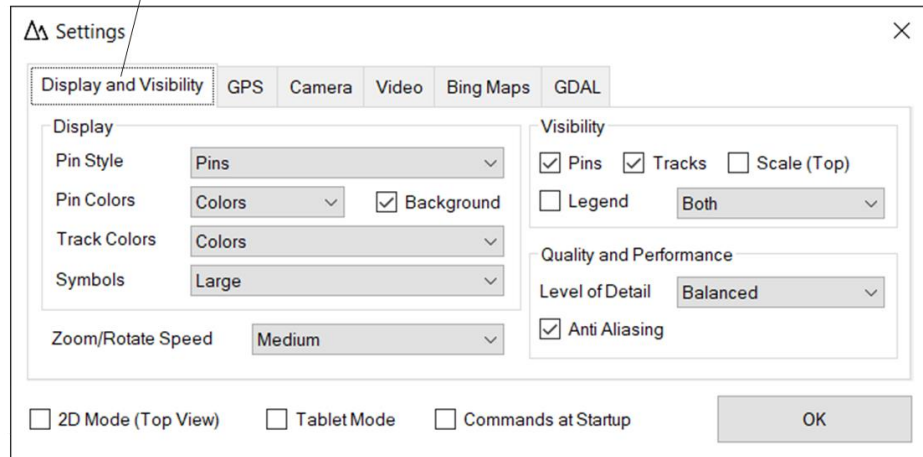 Settings
Display and Visibility GPS Camera Video Bing Maps GDAL
Display
Pin Style Pins
Pin Colors Colors Background
Track Colors Colors
Symbols Large
Zoom/Rotate Speed Medium
Visibility
Pins Tracks Scale (Top)
Legend Both
Quality and Performance
Level of Detail Balanced
Anti Aliasing
2D Mode (Top View) Tablet Mode Commands at Startup OK